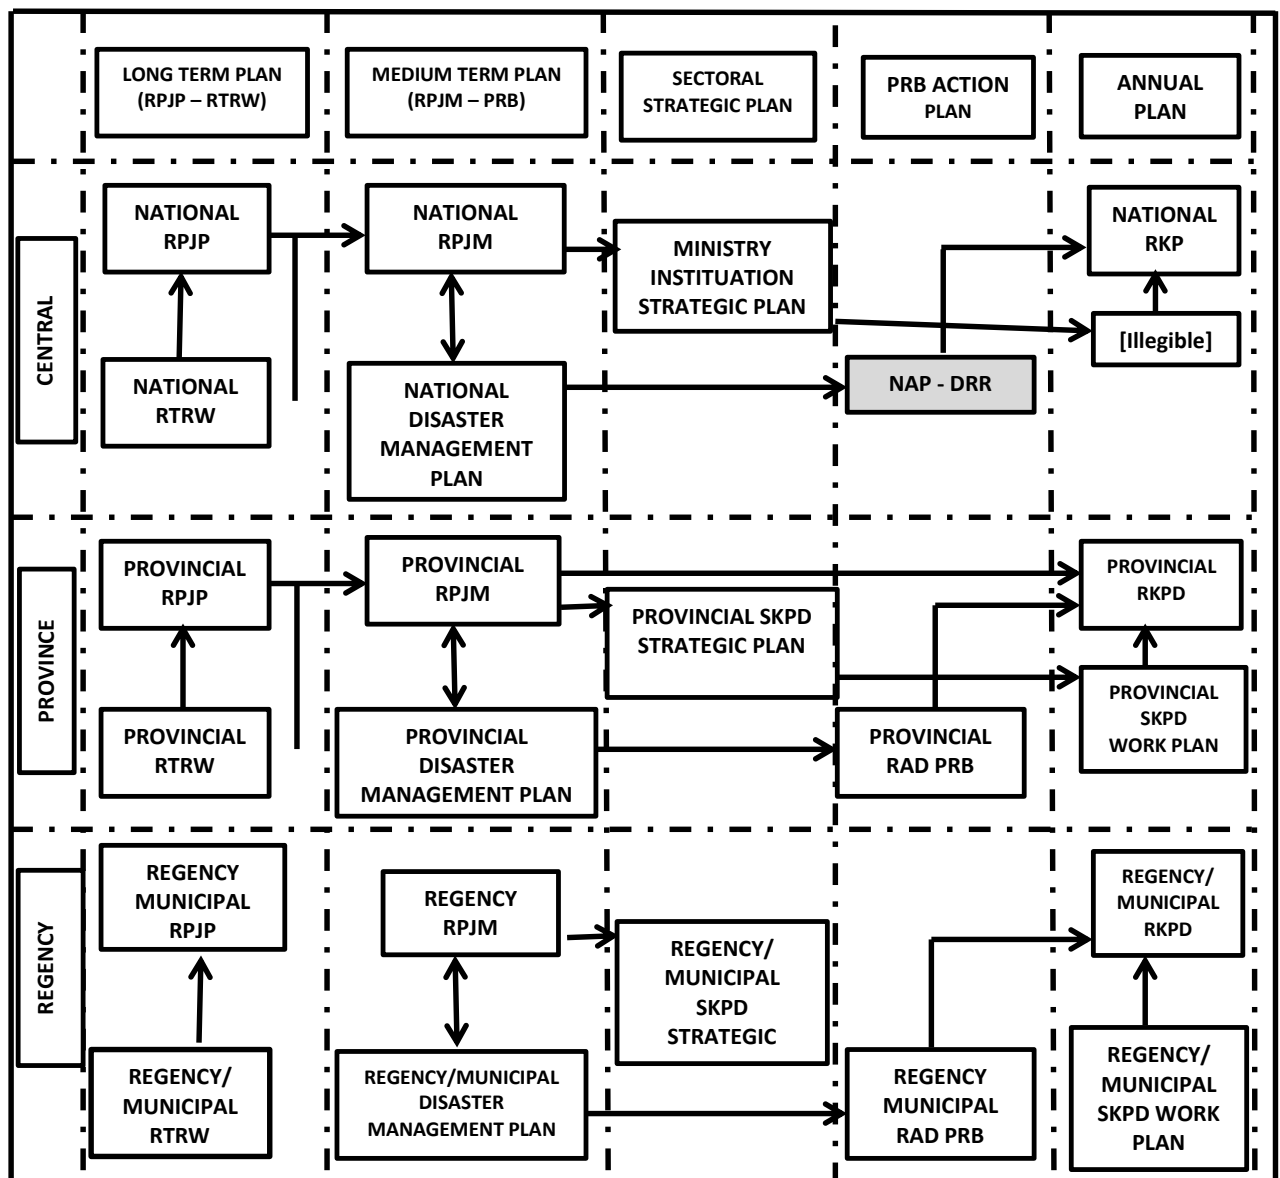 LONG TERM PLAN
(RPJP – RTRW)
MEDIUM TERM PLAN
(RPJM – PRB)
SECTORAL
STRATEGIC PLAN
PRB ACTION
PLAN
ANNUAL
PLAN
CENTRAL
NATIONAL
RPJP
NATIONAL
RPJM
MINISTRY
INSTITUATION
STRATEGIC PLAN
NATIONAL
RKP
[Illegible]
NATIONAL
RTRW
NATIONAL
DISASTER
MANAGEMENT
PLAN
NAP - DRR
PROVINCE
PROVINCIAL
RPJP
PROVINCIAL
RPJM
PROVINCIAL SKPD
STRATEGIC PLAN
PROVINCIAL
RKPD
PROVINCIAL
RTRW
PROVINCIAL
DISASTER
MANAGEMENT PLAN
PROVINCIAL
RAD PRB
PROVINCIAL
SKPD
WORK PLAN
REGENCY
REGENCY
MUNICIPAL
RPJP
REGENCY
RPJM
REGENCY/
MUNICIPAL
SKPD
STRATEGIC
REGENCY/
MUNICIPAL
RKPD
REGENCY/
MUNICIPAL
RTRW
REGENCY/MUNICIPAL
DISASTER
MANAGEMENT PLAN
REGENCY
MUNICIPAL
RAD PRB
REGENCY/
MUNICIPAL
SKPD WORK
PLAN